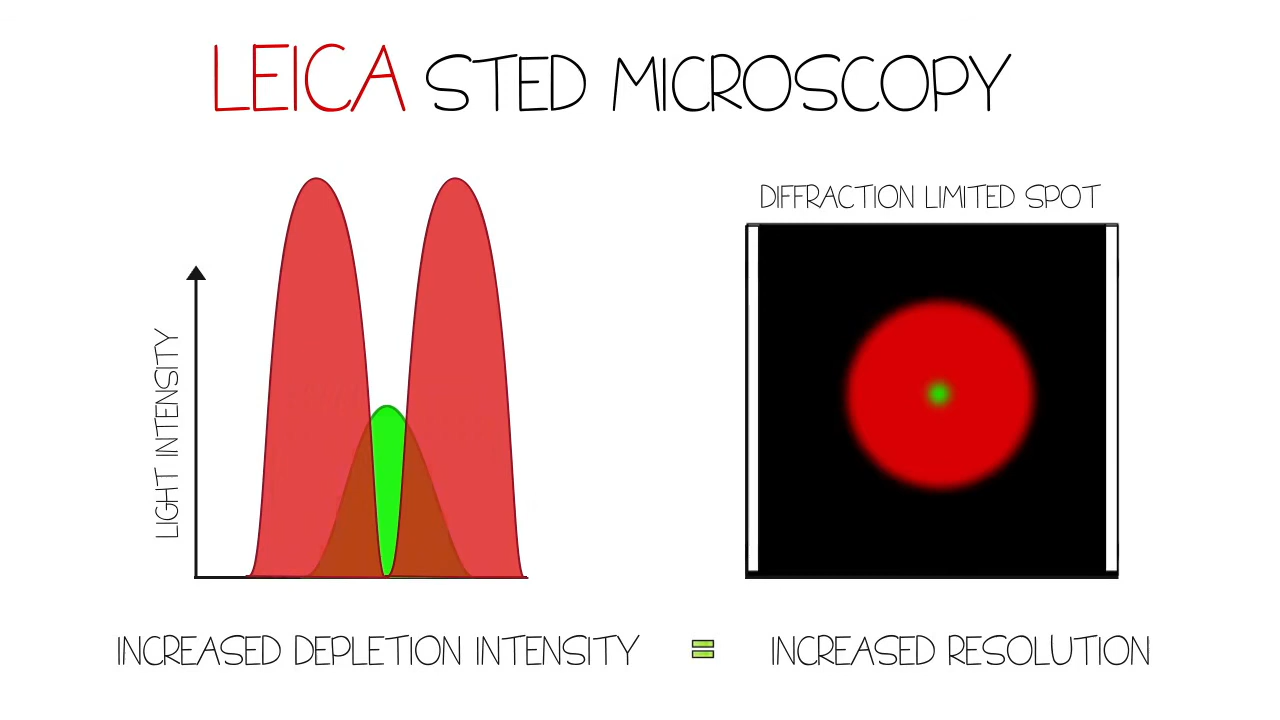 LEICA STED MICROSCOPY
DIFFRACTION LIMITED SPOT
LIGHT INTENSITY
INCREASED DEPLETION INTENSITY = INCREASED RESOLUTION